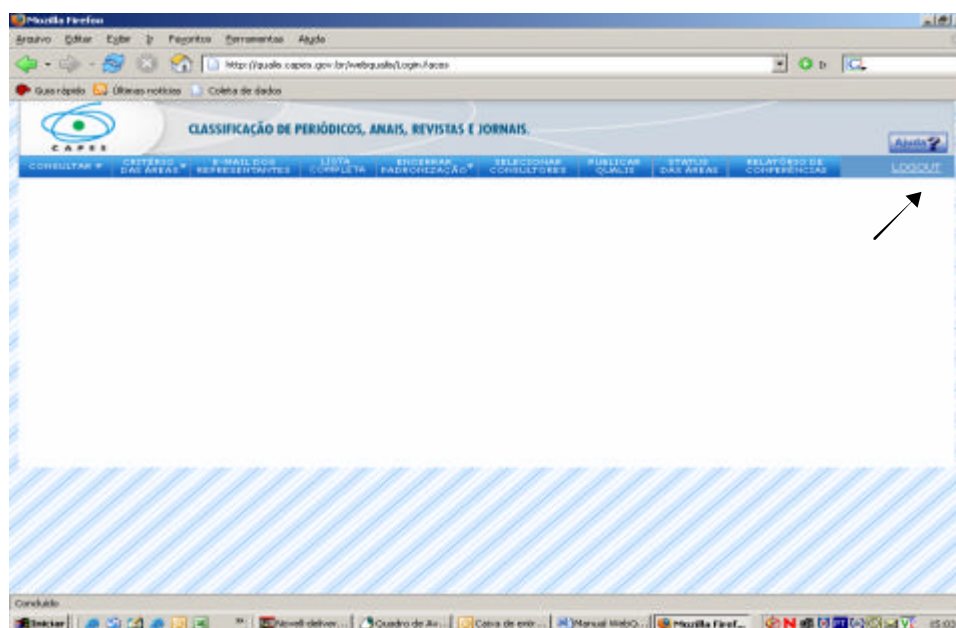 Mozilla Firefox
Arquivo Editar Exibir Ir Favoritos Ferramentas Ajuda
http://qualis.capes.gov.br/webqualis/Login.faces
Guia rápido Últimas notícias Coleta de dados
CAPES
CLASSIFICAÇÃO DE PERIÓDICOS, ANAIS, REVISTAS E JORNAIS.
Ajuda ?
CONSULTAR
CRITÉRIO DAS ÁREAS
E-MAIL DOS REPRESENTANTES
LISTA COMPLETA
ENCERRAR PADRONIZAÇÃO
SELECIONAR CONSULTORES
PUBLICAR QUALIS
STATUS DAS ÁREAS
RELATÓRIO DE CONFERÊNCIAS
LOGOUT
Concluído
Iniciar
Novell-deliver...
Quadro de Av...
Caixa de entr...
Manual WebQ...
Mozilla Firef...
15:03